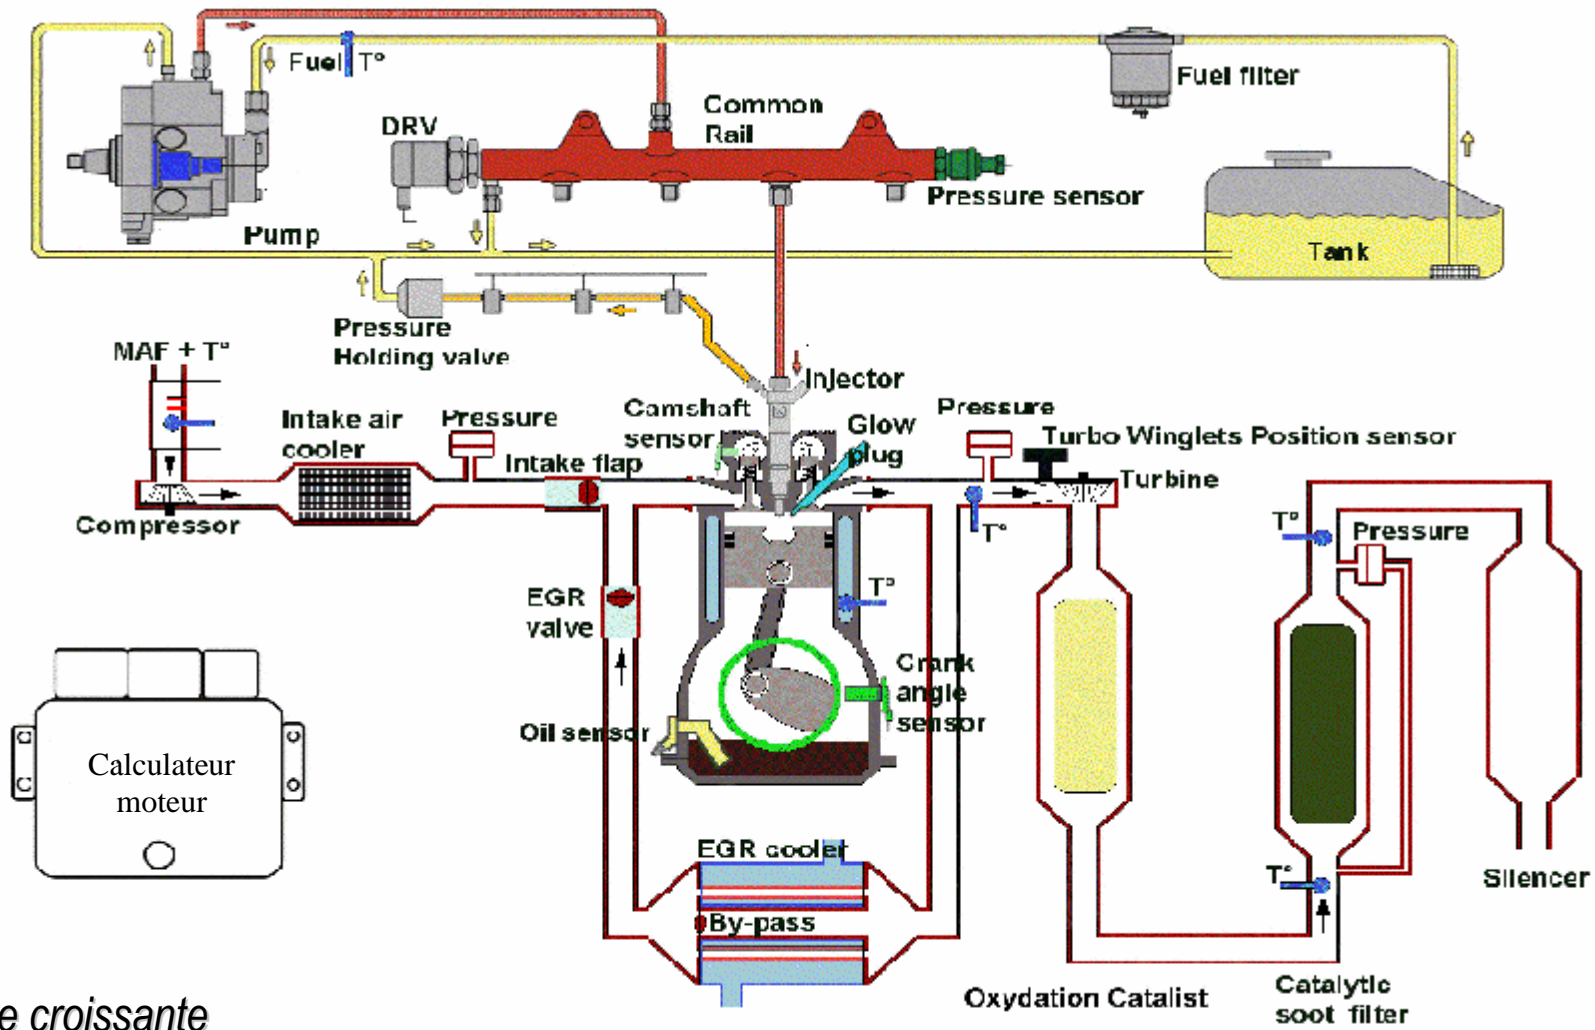 Fuel T°
Fuel filter
DRV
Common
Rail
Pressure sensor
Pump
Tank
Pressure
Holding valve
MAF + T°
Injector
Intake air
cooler
Pressure
Camshaft
sensor
Glow
plug
Pressure
Turbo Winglets Position sensor
Intake flap
Turbine
Compressor
T°
T°
Pressure
EGR
valve
T°
Crank
angle
sensor
Oil sensor
Calculateur
moteur
EGR cooler
By-pass
T°
Silencer
Oxydation Catalist
Catalytic
soot filter
e croissante